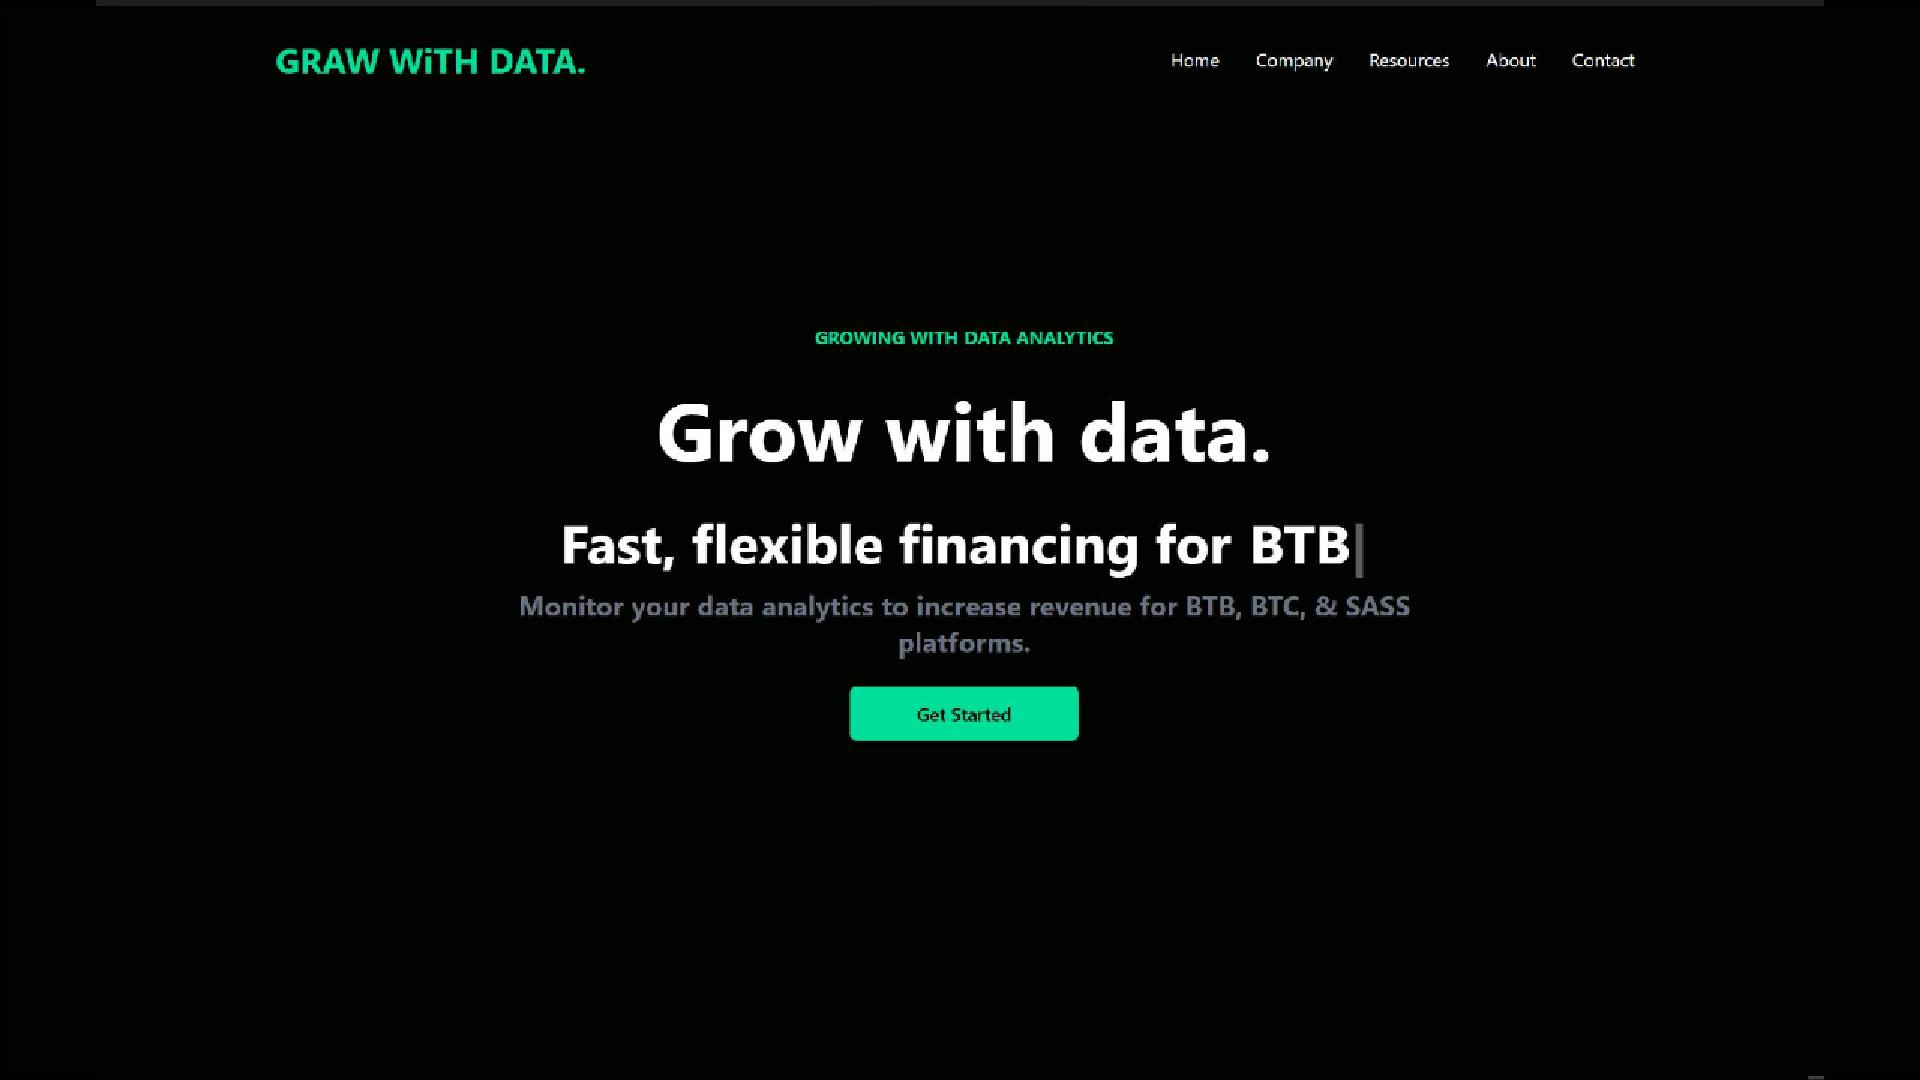 GRAW WiTH DATA.
Home Company Resources About Contact
GROWING WITH DATA ANALYTICS
Grow with data.
Fast, flexible financing for BTB
Monitor your data analytics to increase revenue for BTB, BTC, & SASS
platforms.
Get Started